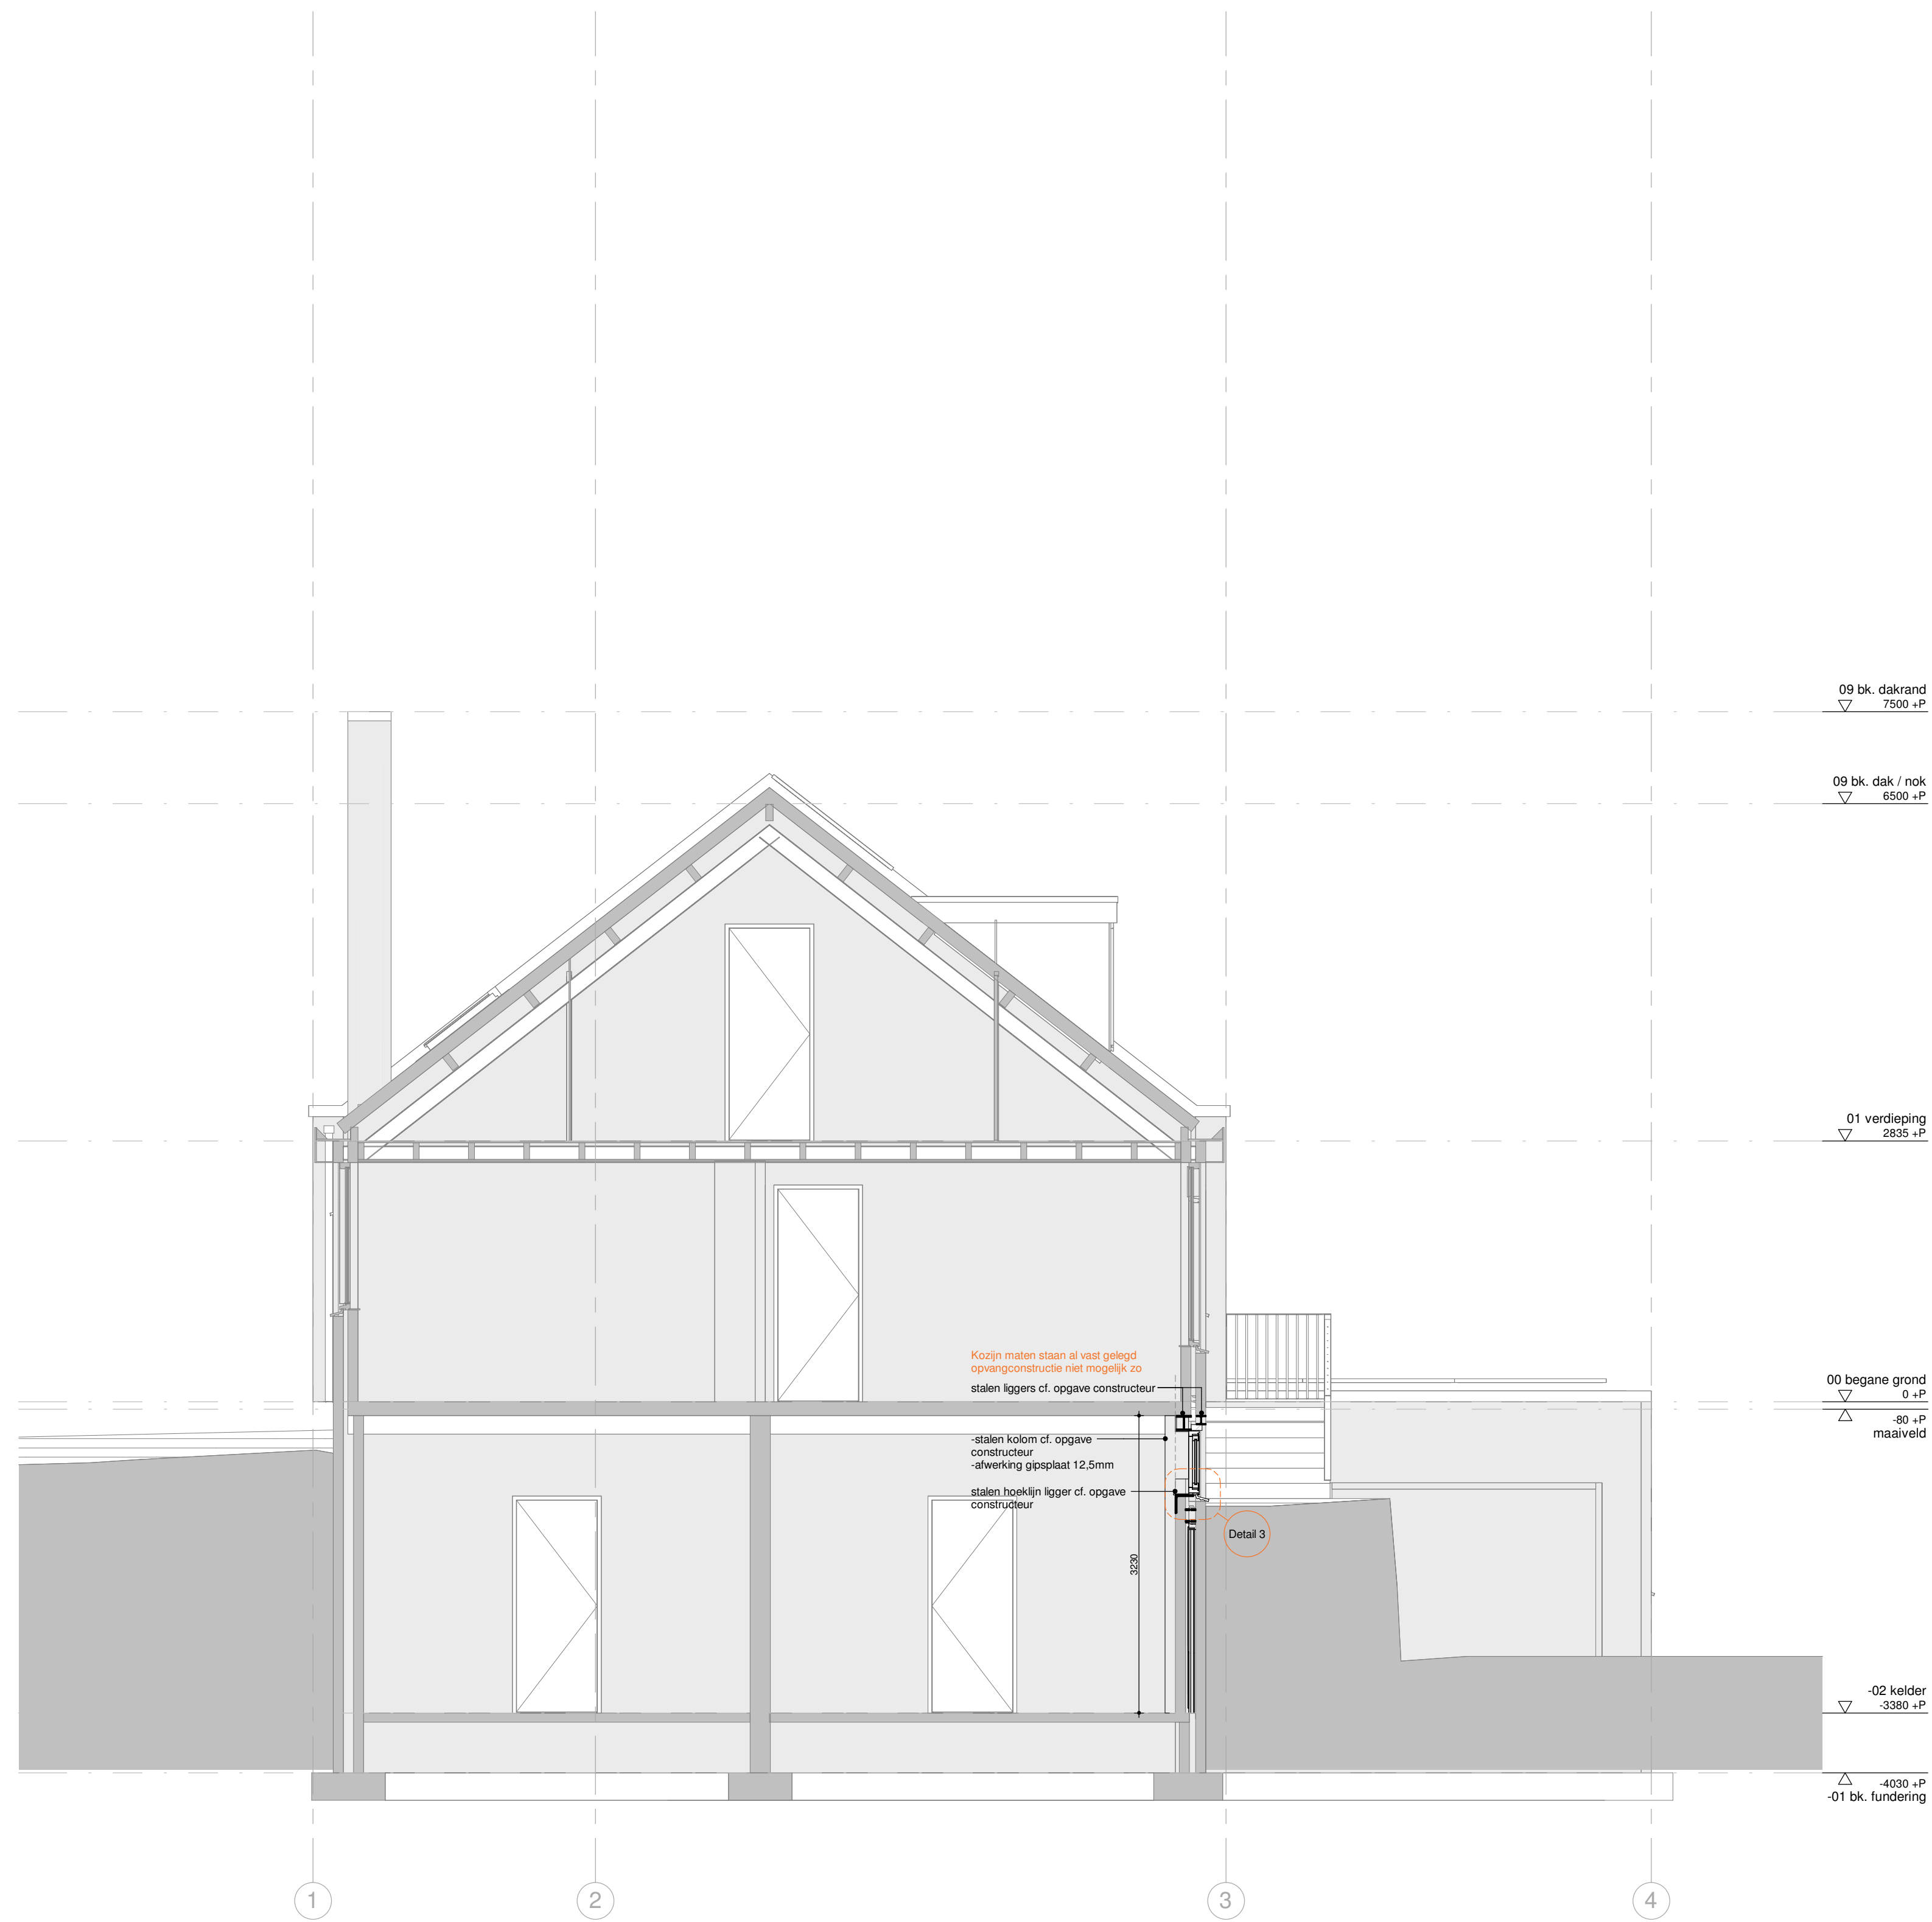 09 bk. dakrand
7500 +P
09 bk. dak / nok
6500 +P
01 verdieping
2835 +P
Kozijn maten staan al vast gelegd
opvangconstructie niet mogelijk zo
stalen liggers cf. opgave constructeur
00 begane grond
0 +P
-80 +P
maaiveld
-stalen kolom cf. opgave
constructeur
-afwerking gipsplaat 12,5mm
stalen hoeklijn ligger cf. opgave
constructeur
Detail 3
3230
-02 kelder
-3380 +P
-4030 +P
-01 bk. fundering
1
2
3
4